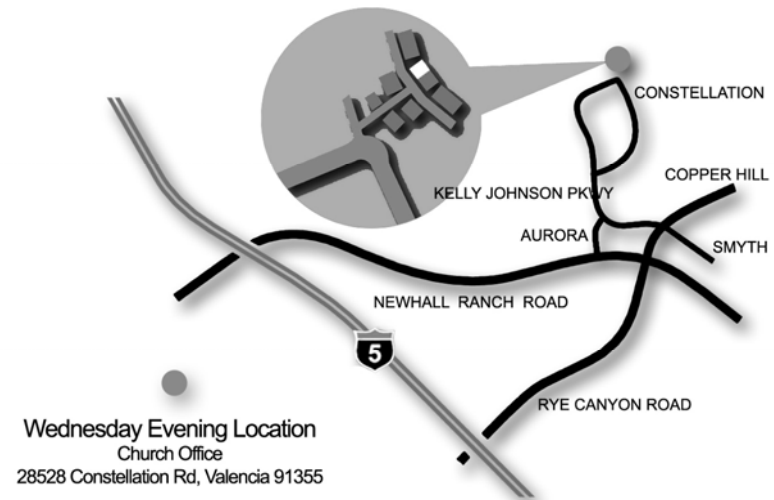 CONSTELLATION
COPPER HILL
KELLY JOHNSON PKWY
AURORA
SMYTH
NEWHALL RANCH ROAD
5
RYE CANYON ROAD
Wednesday Evening Location
Church Office
28528 Constellation Rd, Valencia 91355